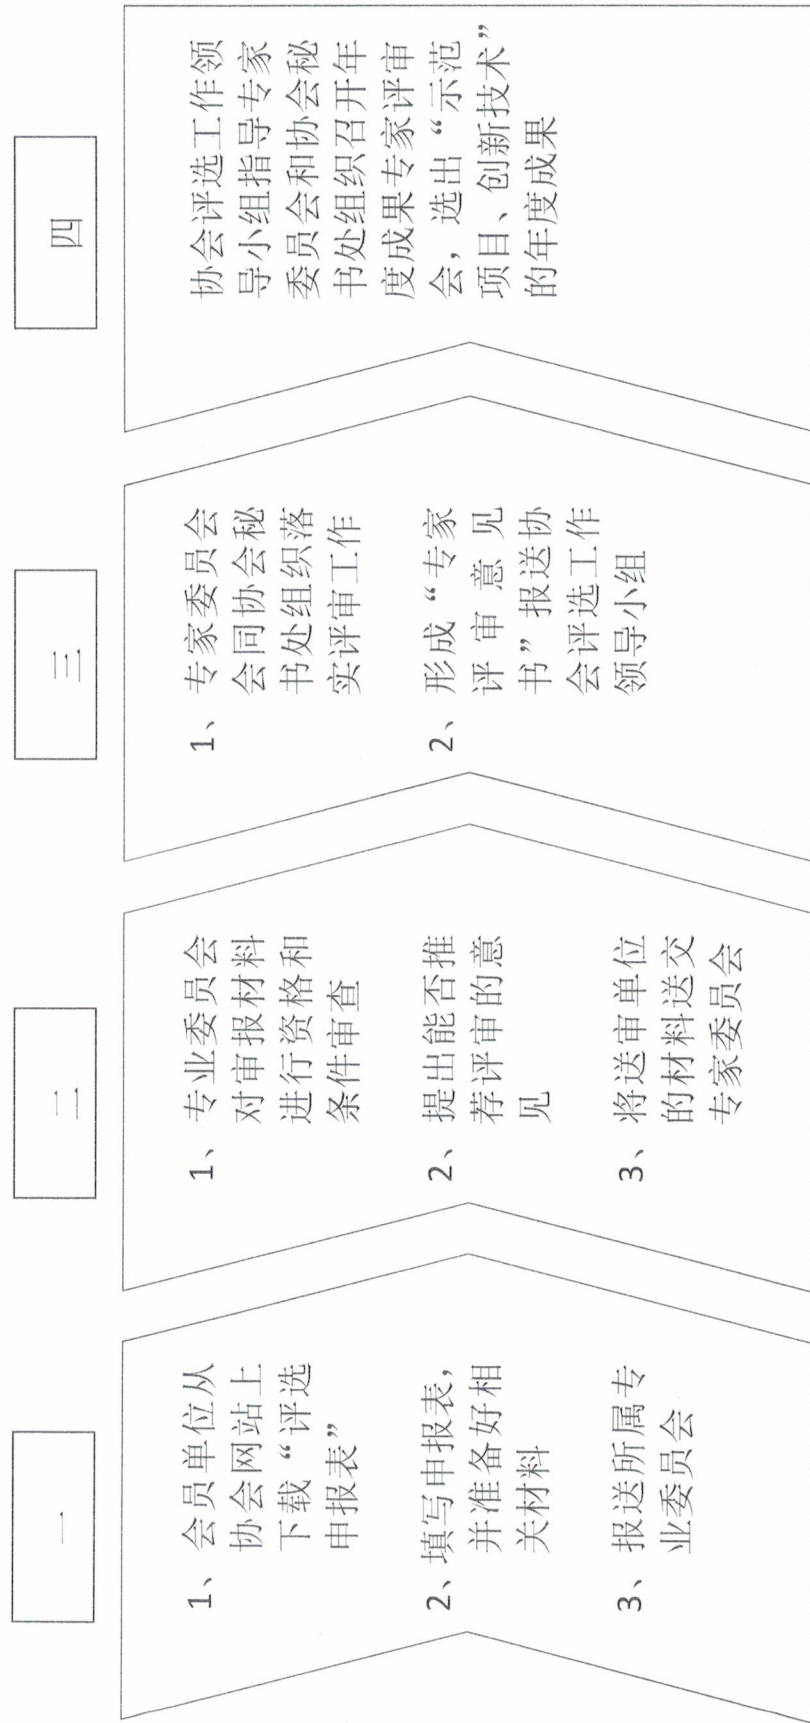 一
1、会员单位从
协会网站上
下载“评选
申报表”
2、填写申报表，
并准备好相
关材料
3、报送所属专
业委员会
二
1、专业委员会
对审报材料
进行资格和
条件审查
2、提出能否推
荐评审的意
见
3、将送审单位
的材料送交
专家委员会
三
1、专家委员会
会同协会秘
书处组织落
实评审工作
2、形成“专家
评审意见
书”报送协
会评选工作
领导小组
四
协会评选工作领
导小组指导专家
委员会和协会秘
书处组织召开年
度成果专家评审
会，选出“示范
项目、创新技术”
的年度成果